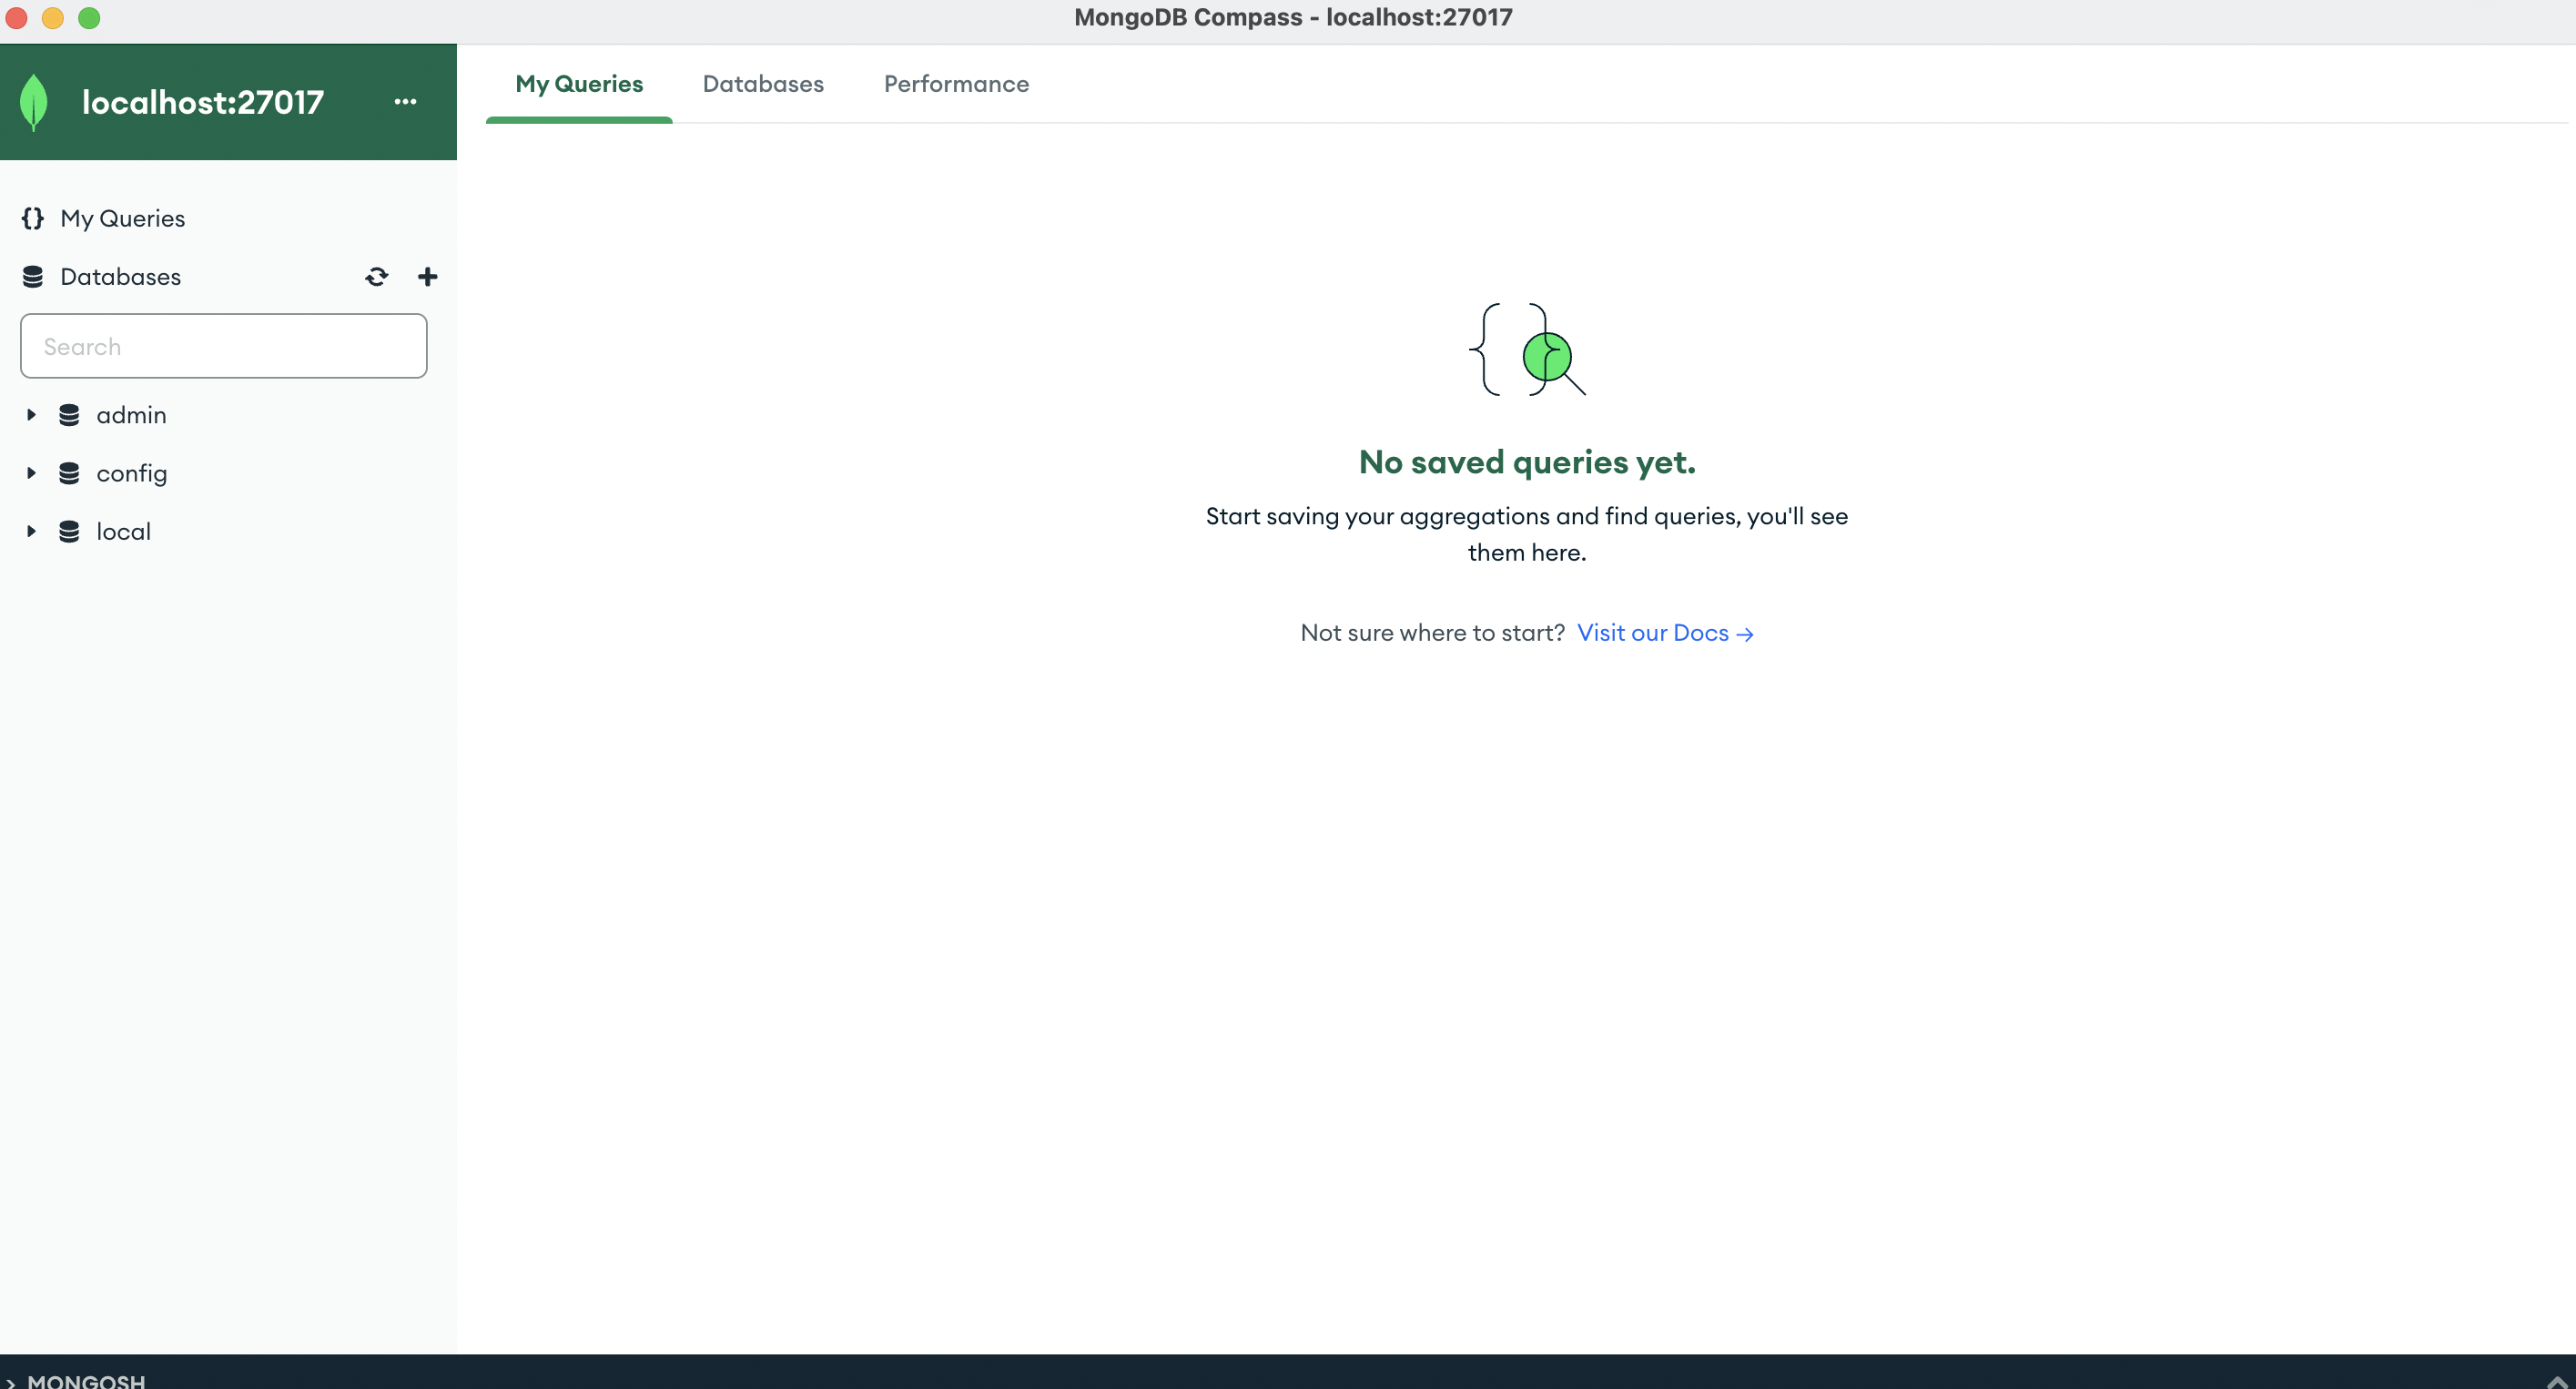 MongoDB Compass - localhost:27017
localhost:27017
My Queries
Databases
Search
admin
config
local
My Queries Databases Performance
No saved queries yet.
Start saving your aggregations and find queries, you'll see
them here.
Not sure where to start? Visit our Docs →
> MONGOSH